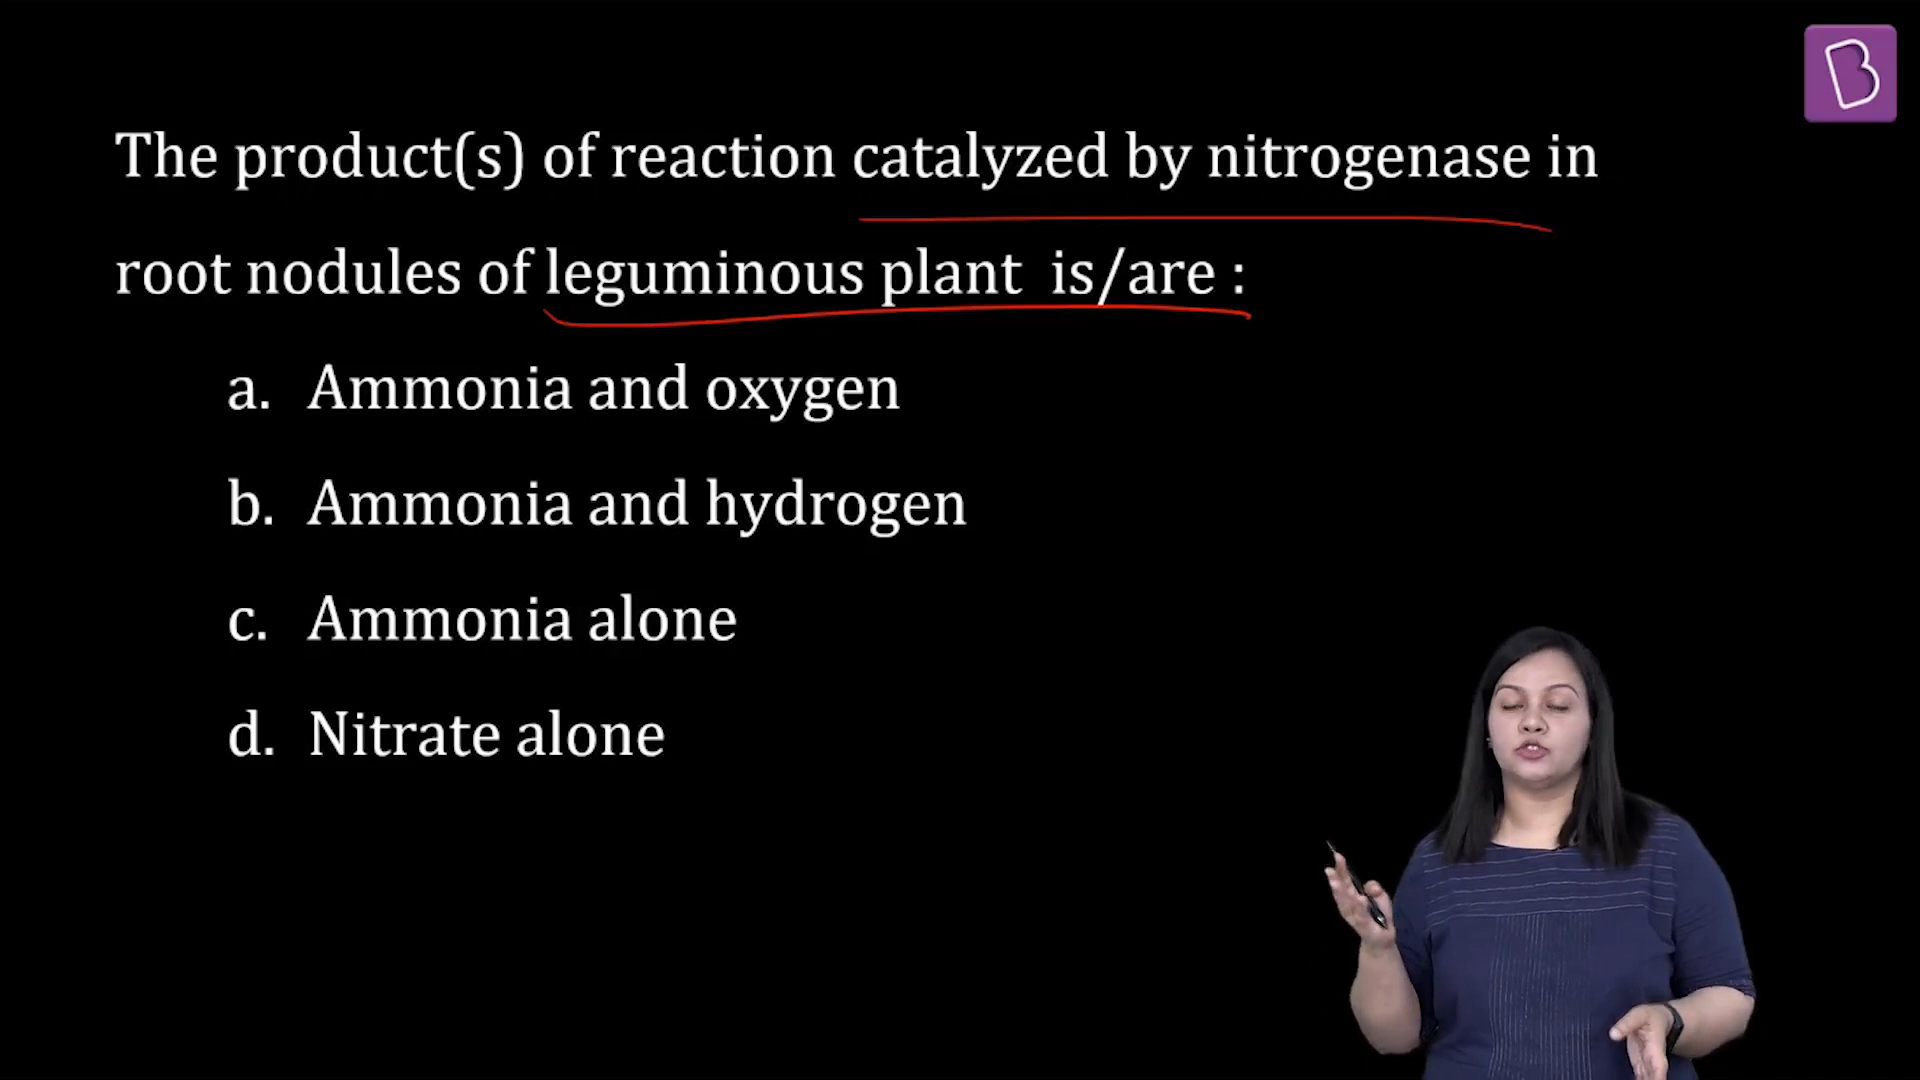 The product(s) of reaction catalyzed by nitrogenase in
root nodules of leguminous plant  is/are :
a. Ammonia and oxygen
b. Ammonia and hydrogen
c. Ammonia alone
d. Nitrate alone
B